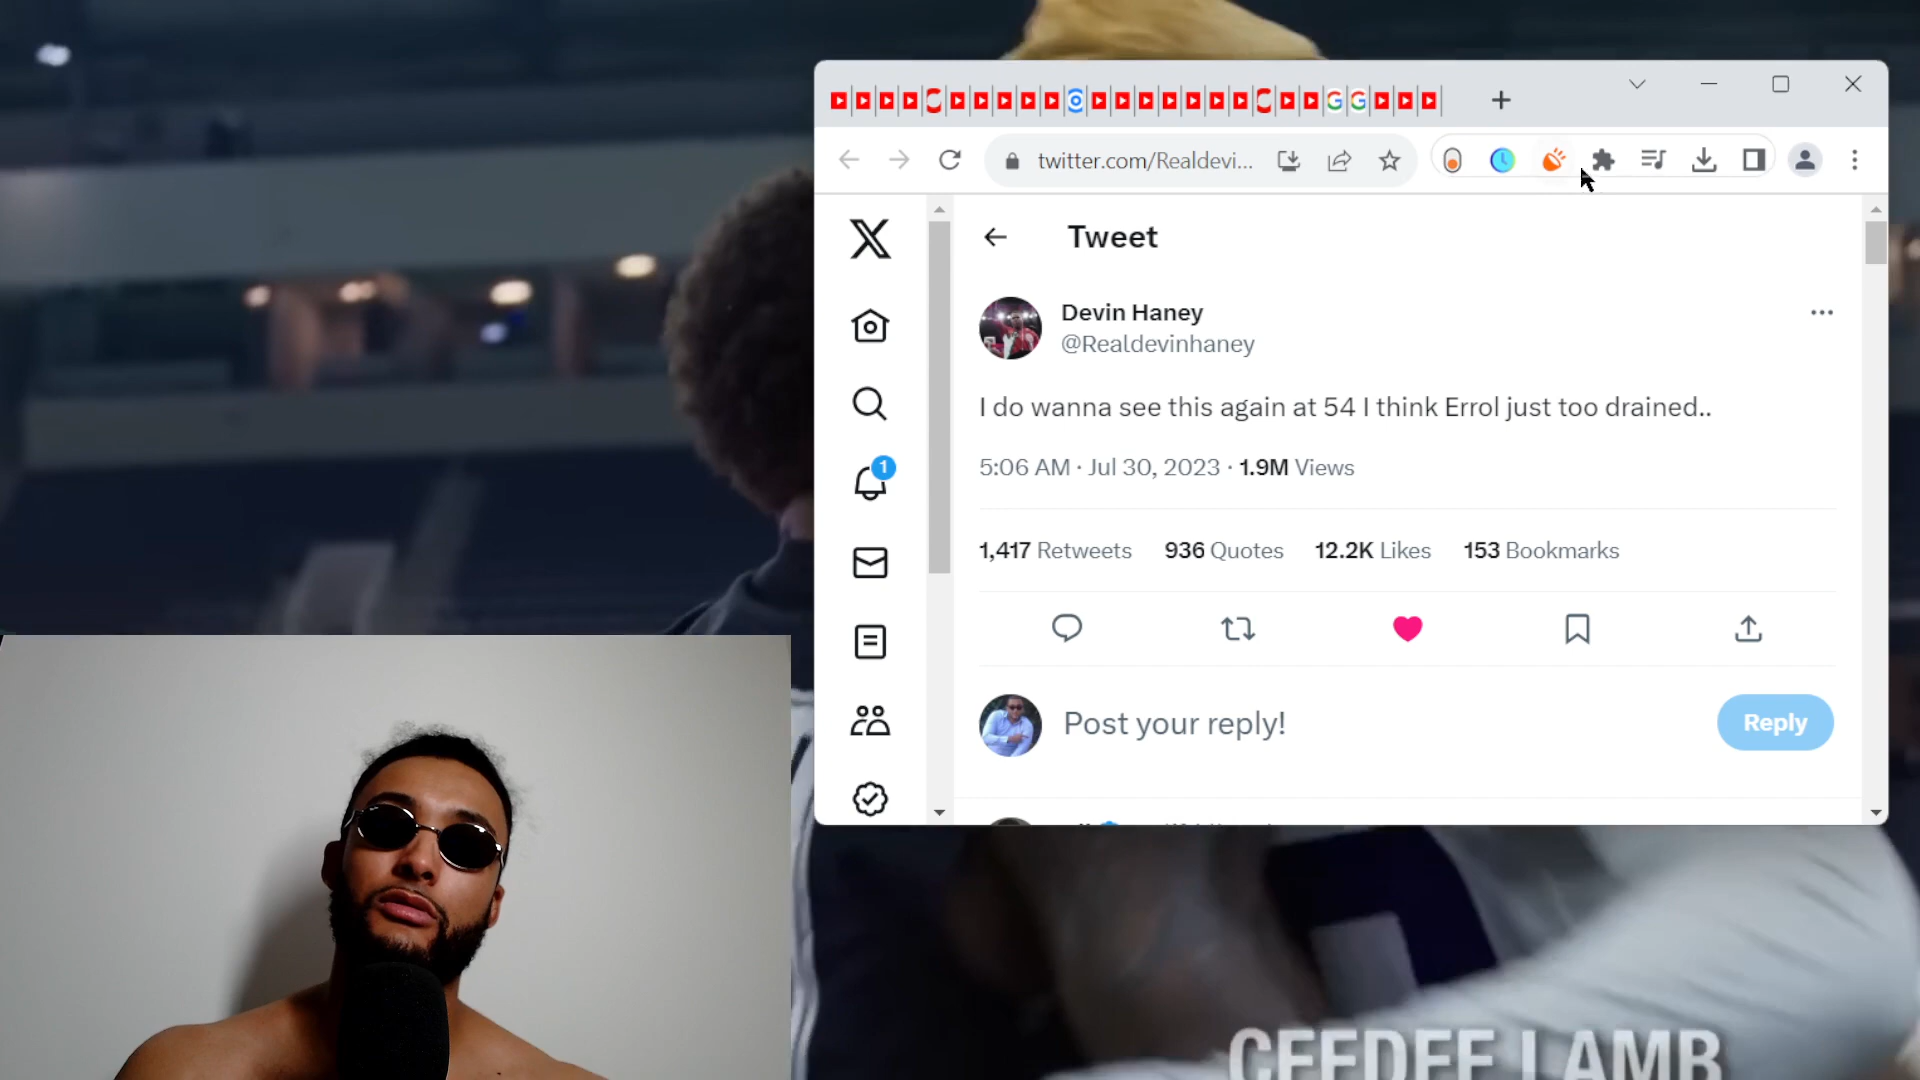 twitter.com/Realdevi...
Tweet
Devin Haney
@Realdevinhaney
I do wanna see this again at 54 I think Errol just too drained..
5:06 AM · Jul 30, 2023 · 1.9M Views
1,417 Retweets 936 Quotes 12.2K Likes 153 Bookmarks
1
Post your reply!
Reply
CEEDEE LAMB